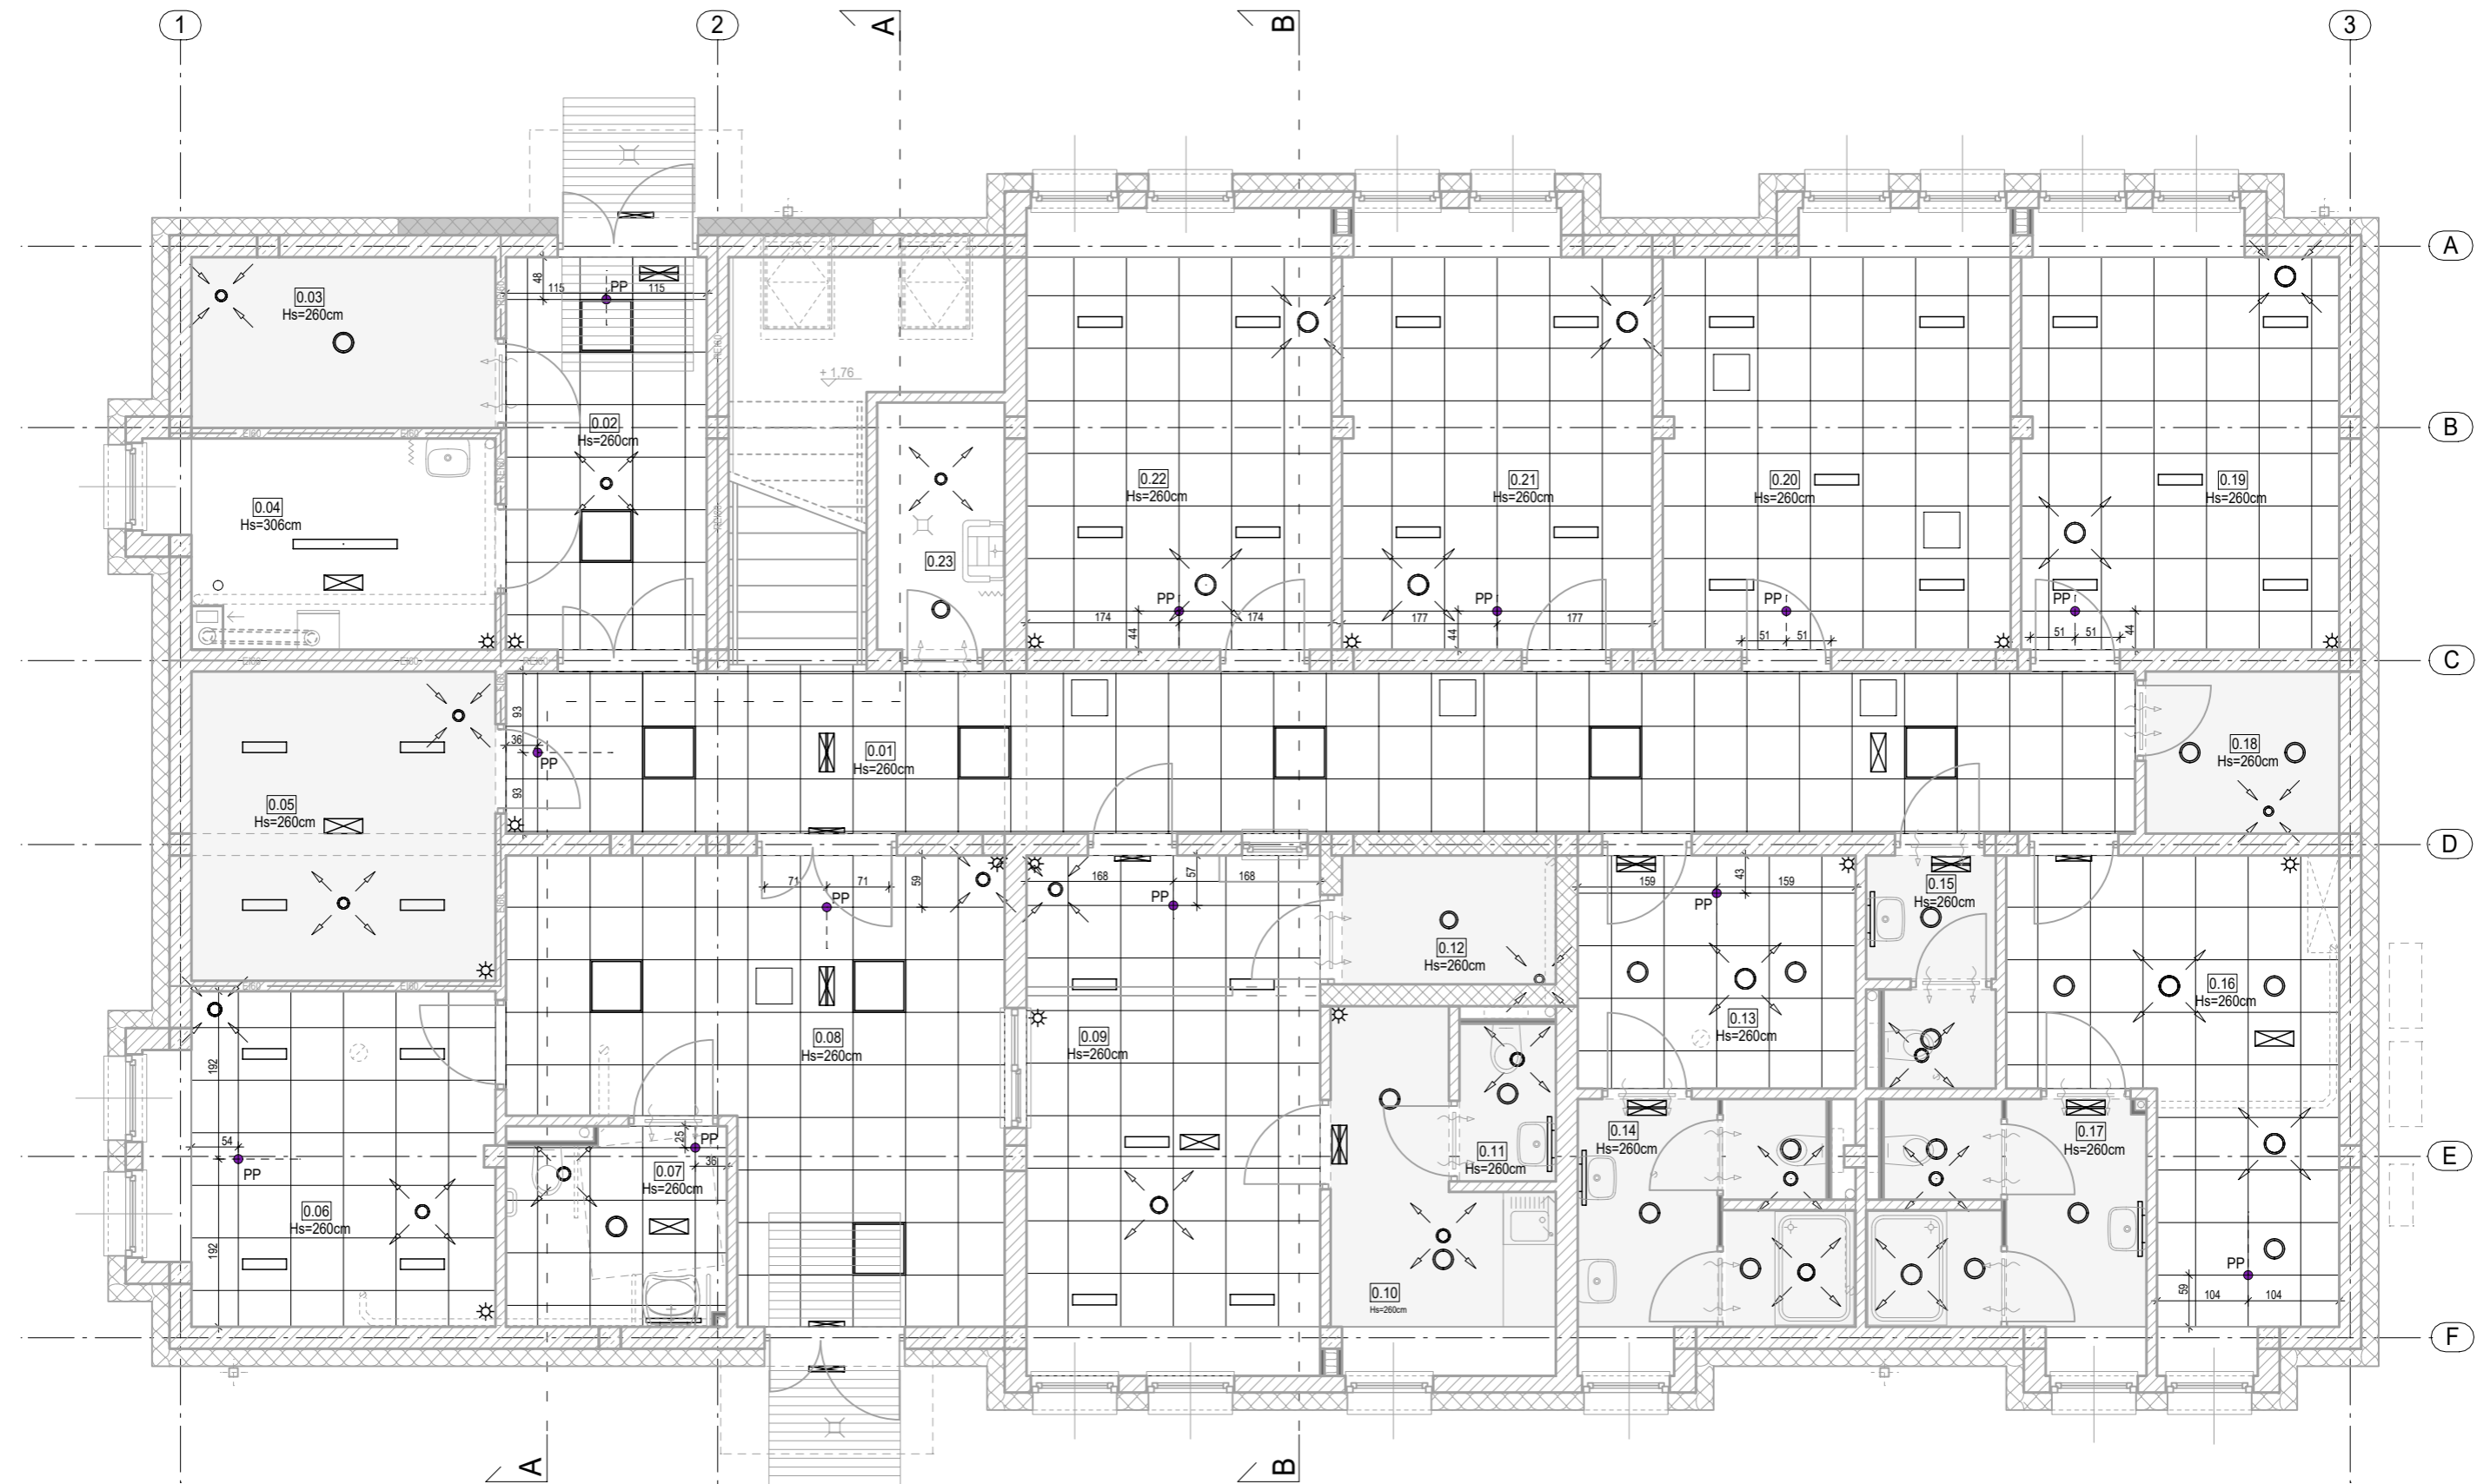 1
2
A
B
3
A
48
PP
115
115
0.03
Hs=260cm
+ 1,76
0.02
Hs=260cm
B
0.04
Hs=306cm
0.22
Hs=260cm
0.21
Hs=260cm
0.20
Hs=260cm
0.19
Hs=260cm
0.23
PP
174
174
44
PP
177
177
44
PP
51
51
PP
51
51
44
C
93
36
PP
93
0.01
Hs=260cm
0.18
Hs=260cm
0.05
Hs=260cm
D
71
71
59
PP
168
168
57
PP
159
159
43
PP
0.15
Hs=260cm
0.12
Hs=260cm
0.16
Hs=260cm
0.13
Hs=260cm
0.08
Hs=260cm
0.09
Hs=260cm
192
54
PP
192
25
PP
36
0.07
Hs=260cm
0.11
Hs=260cm
0.14
Hs=260cm
0.17
Hs=260cm
E
0.06
Hs=260cm
0.10
Hs=260cm
PP
59
104
104
F
A
B